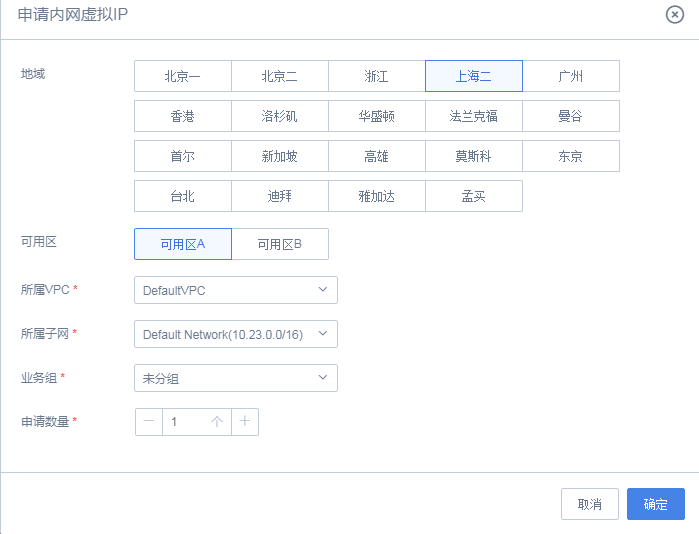 申请内网虚拟IP
地域
北京一 北京二 浙江 上海二 广州
香港 洛杉矶 华盛顿 法兰克福 曼谷
首尔 新加坡 高雄 莫斯科 东京
台北 迪拜 雅加达 孟买
可用区 可用区A 可用区B
所属VPC * DefaultVPC
所属子网 * Default Network(10.23.0.0/16)
业务组 * 未分组
申请数量 * 1 个
取消 确定